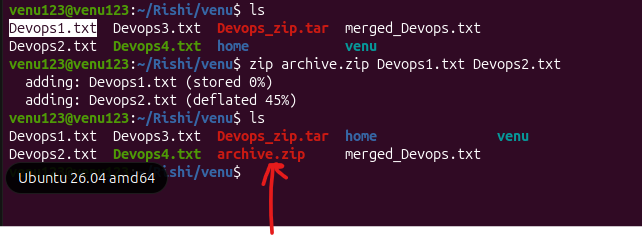 venu123@venu123:~/Rishi/venu$ ls
Devops1.txt  Devops3.txt  Devops_zip.tar  merged_Devops.txt
Devops2.txt  Devops4.txt  home            venu
venu123@venu123:~/Rishi/venu$ zip archive.zip Devops1.txt Devops2.txt
  adding: Devops1.txt (stored 0%)
  adding: Devops2.txt (deflated 45%)
venu123@venu123:~/Rishi/venu$ ls
Devops1.txt  Devops3.txt  Devops_zip.tar  home               venu
Devops2.txt  Devops4.txt  archive.zip     merged_Devops.txt
/Rishi/venu$
Ubuntu 26.04 amd64